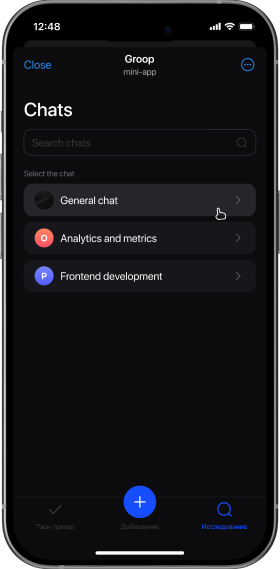 12:48
Close
Groop
mini-app
Chats
Search chats
Select the chat
General chat
O Analytics and metrics
P Frontend development
Таск-трекер Добавление Исследование